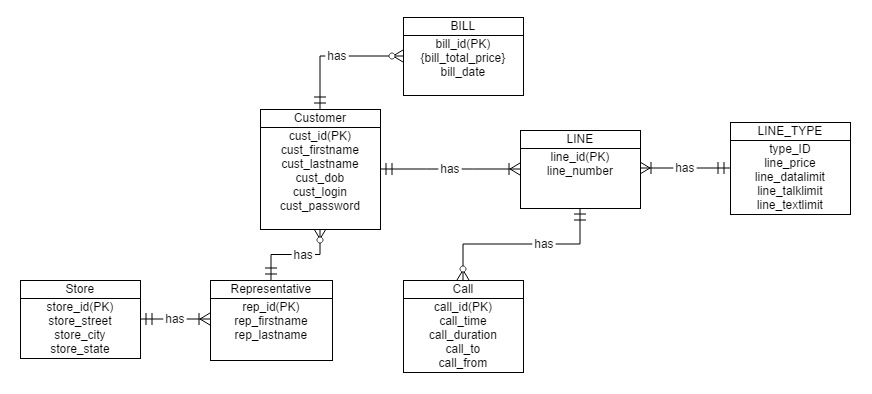 BILL
bill_id(PK)
{bill_total_price}
bill_date
has
Customer
cust_id(PK)
cust_firstname
cust_lastname
cust_dob
cust_login
cust_password
has
LINE
line_id(PK)
line_number
has
LINE_TYPE
type_ID
line_price
line_datalimit
line_talklimit
line_textlimit
has
has
Store
store_id(PK)
store_street
store_city
store_state
has
Representative
rep_id(PK)
rep_firstname
rep_lastname
Call
call_id(PK)
call_time
call_duration
call_to
call_from